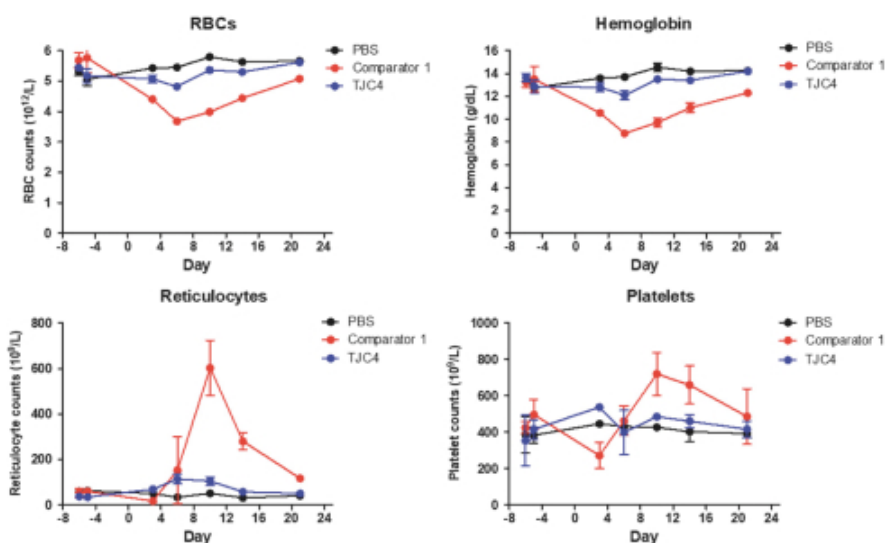 RBCs
PBS
Comparator 1
TJC4
RBC counts (10¹²/L)
6
5
4
3
2
1
0
-8 -4 0 4 8 12 16 20 24
Day
Hemoglobin
PBS
Comparator 1
TJC4
Hemoglobin (g/dL)
16
14
12
10
8
6
4
2
0
-8 -4 0 4 8 12 16 20 24
Day
Reticulocytes
PBS
Comparator 1
TJC4
Reticulocyte counts (10⁹/L)
800
600
400
200
0
-8 -4 0 4 8 12 16 20 24
Day
Platelets
PBS
Comparator 1
TJC4
Platelet counts (10⁹/L)
1000
800
600
400
200
0
-8 -4 0 4 8 12 16 20 24
Day